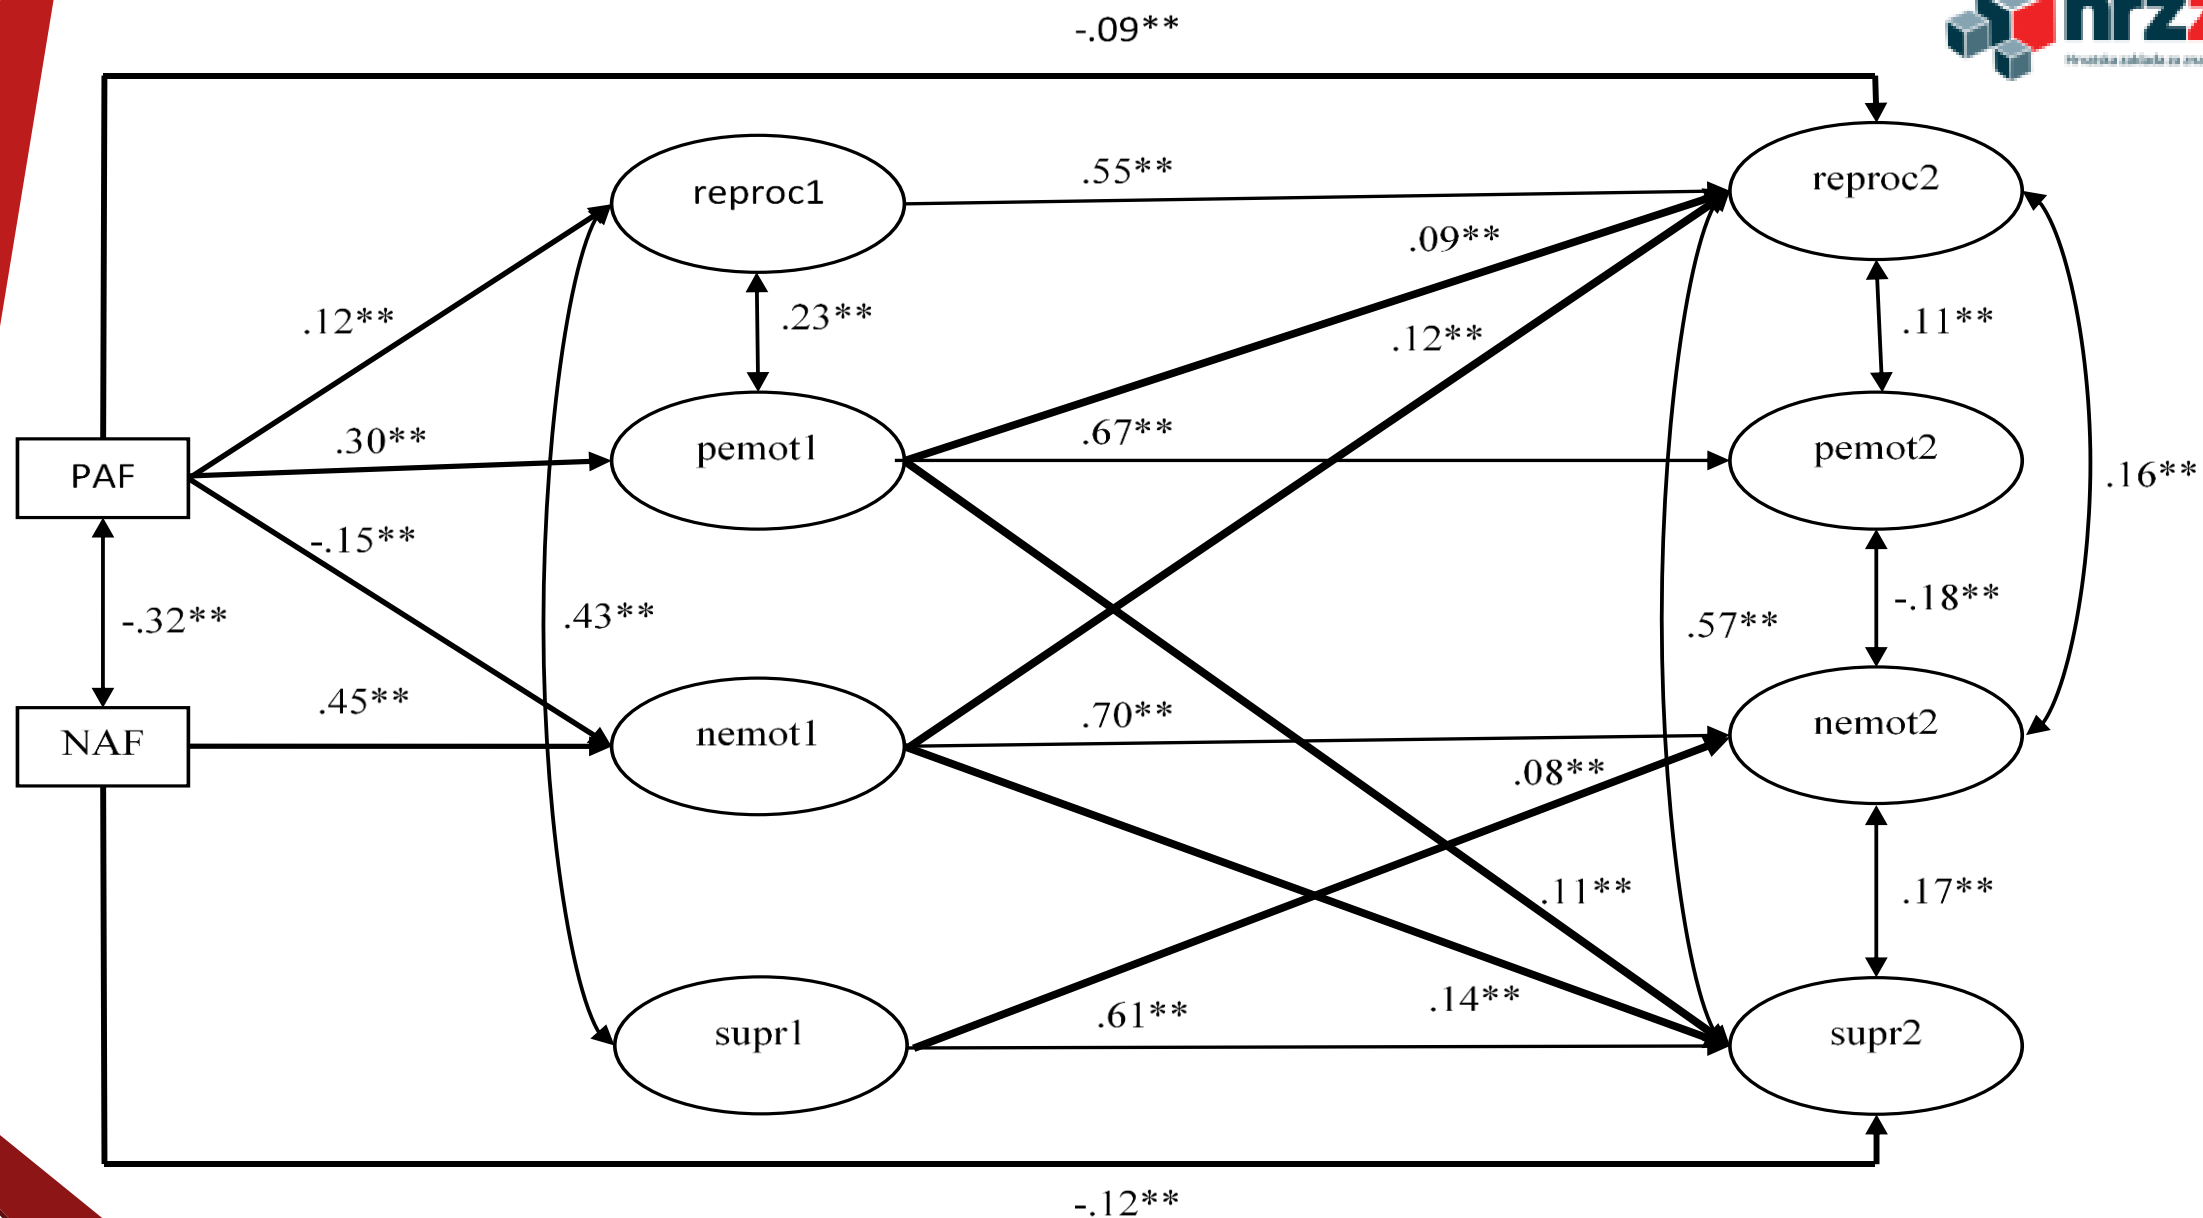 -.09**
hrzz
reproc1
.55**
reproc2
.09**
.12**
.23**
.12**
.11**
.30**
pemot1
.67**
pemot2
PAF
.16**
-.15**
-.32**
.43**
.57**
-.18**
.45**
NAF
nemot1
.70**
nemot2
.08**
.11**
.17**
supr1
.61**
.14**
supr2
-.12**